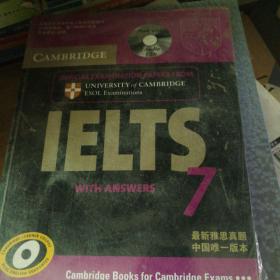 CAMBRIDGE
OFFICIAL EXAMINATION PAPERS FROM
UNIVERSITY of CAMBRIDGE
ESOL Examinations
IELTS
7
WITH ANSWERS
最新雅思真题
中国唯一版本
Cambridge Books for Cambridge Exams